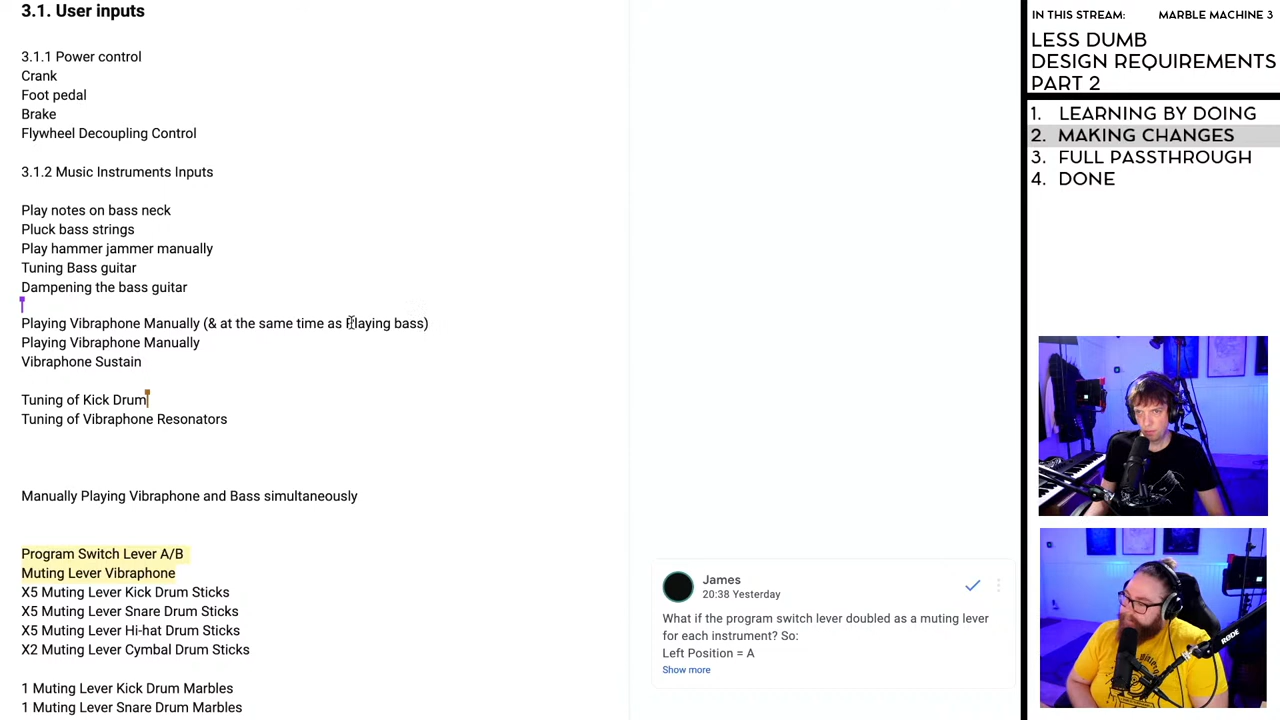 3.1. User inputs
3.1.1 Power control
Crank
Foot pedal
Brake
Flywheel Decoupling Control
3.1.2 Music Instruments Inputs
Play notes on bass neck
Pluck bass strings
Play hammer jammer manually
Tuning Bass guitar
Dampening the bass guitar
Playing Vibraphone Manually (& at the same time as Playing bass)
Playing Vibraphone Manually
Vibraphone Sustain
Tuning of Kick Drum
Tuning of Vibraphone Resonators
Manually Playing Vibraphone and Bass simultaneously
Program Switch Lever A/B
Muting Lever Vibraphone
X5 Muting Lever Kick Drum Sticks
X5 Muting Lever Snare Drum Sticks
X5 Muting Lever Hi-hat Drum Sticks
X2 Muting Lever Cymbal Drum Sticks
1 Muting Lever Kick Drum Marbles
1 Muting Lever Snare Drum Marbles
James
20:38 Yesterday
What if the program switch lever doubled as a muting lever
for each instrument? So:
Left Position = A
Show more
IN THIS STREAM: MARBLE MACHINE 3
LESS DUMB
DESIGN REQUIREMENTS
PART 2
1. LEARNING BY DOING
2. MAKING CHANGES
3. FULL PASSTHROUGH
4. DONE
RØDE